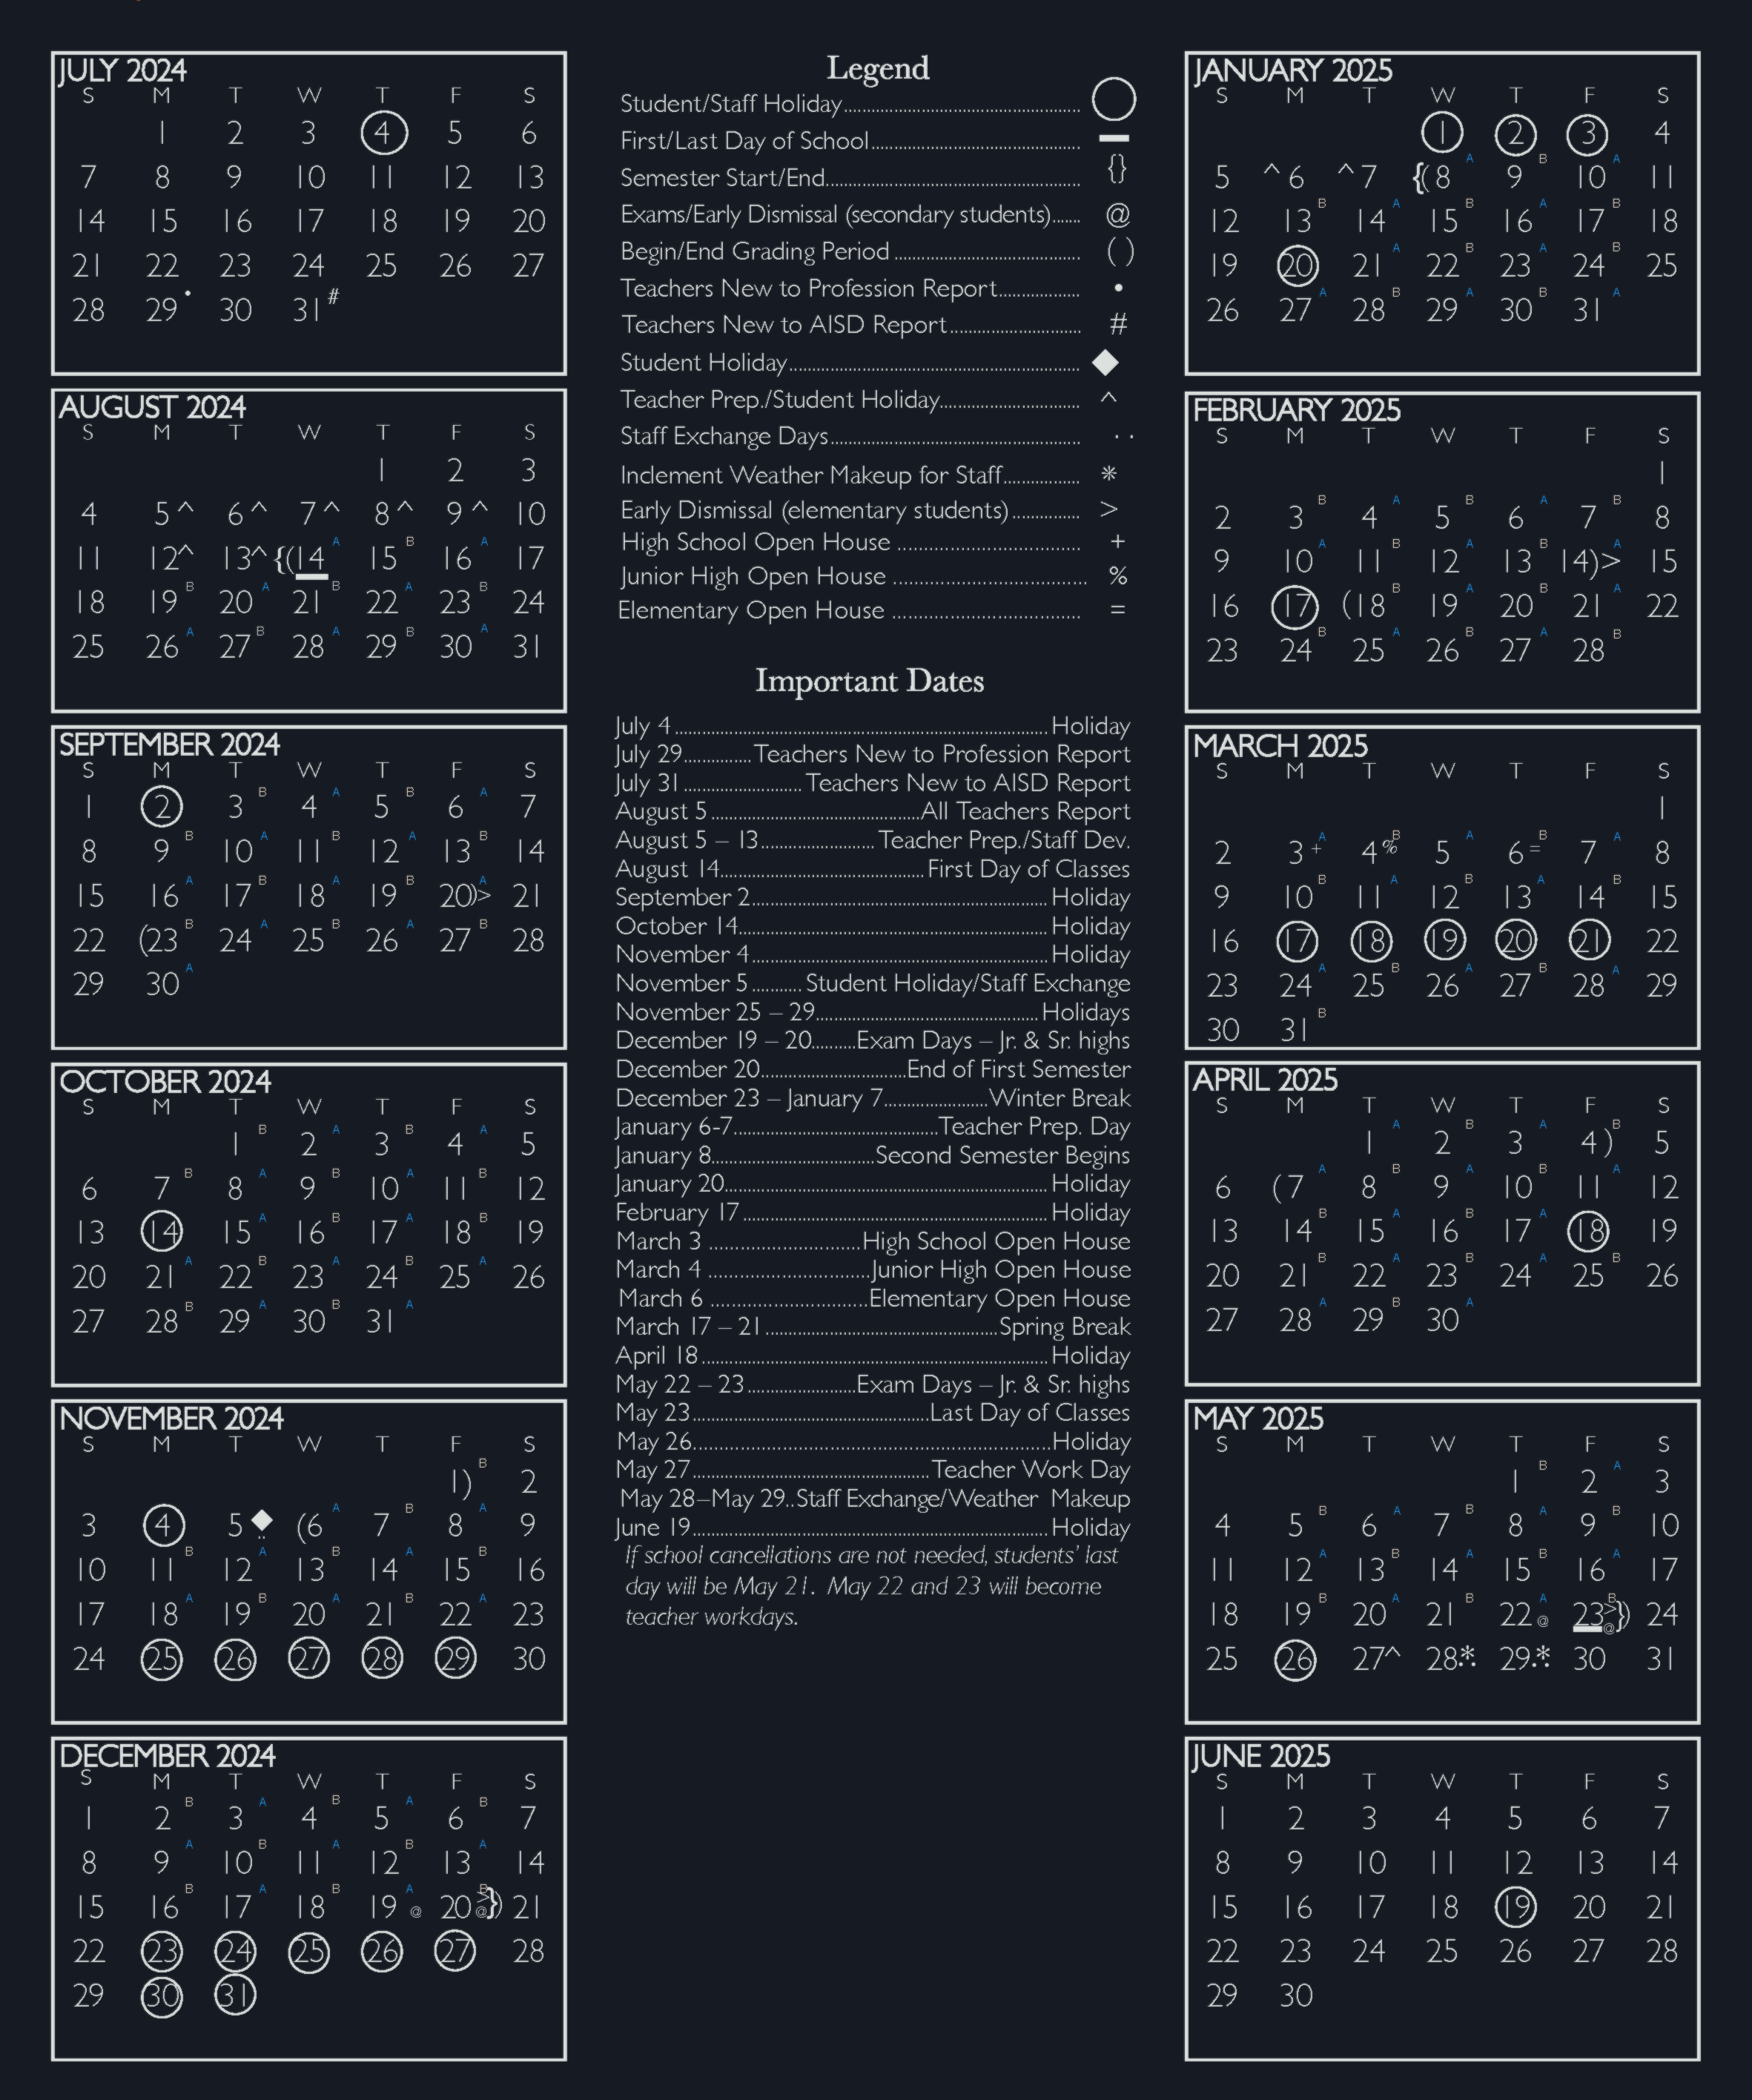 JULY 2024
S M T W T F S
1 2 3 4 5 6
7 8 9 10 11 12 13
14 15 16 17 18 19 20
21 22 23 24 25 26 27
28 29 • 30 31 #
AUGUST 2024
S M T W T F S
1 2 3
4 5^ 6^ 7^ 8^ 9^ 10
11 12^ 13^ {(14 A 15 B 16 A 17
18 19 B 20 A 21 B 22 A 23 B 24
25 26 A 27 B 28 A 29 B 30 A 31
SEPTEMBER 2024
S M T W T F S
1 2 3 B 4 A 5 B 6 A 7
8 9 B 10 A 11 B 12 A 13 B 14
15 16 A 17 B 18 A 19 B 20)> A 21
22 (23 B 24 A 25 B 26 A 27 B 28
29 30 A
OCTOBER 2024
S M T W T F S
1 B 2 A 3 B 4 A 5
6 7 B 8 A 9 B 10 A 11 B 12
13 14 15 A 16 B 17 A 18 B 19
20 21 A 22 B 23 A 24 B 25 A 26
27 28 B 29 A 30 B 31 A
NOVEMBER 2024
S M T W T F S
1) B 2
3 4 5 ◆ .. (6 A 7 B 8 A 9
10 11 B 12 A 13 B 14 A 15 B 16
17 18 A 19 B 20 A 21 B 22 A 23
24 25 26 27 28 29 30
DECEMBER 2024
S M T W T F S
1 2 B 3 A 4 B 5 A 6 B 7
8 9 A 10 B 11 A 12 B 13 A 14
15 16 B 17 A 18 B 19 A @ 20 B > @ }) 21
22 23 24 25 26 27 28
29 30 31
Legend
Student/Staff Holiday.................... ○
First/Last Day of School.................... ▬
Semester Start/End.................... {}
Exams/Early Dismissal (secondary students)...... @
Begin/End Grading Period .................... ( )
Teachers New to Profession Report.................. •
Teachers New to AISD Report.................... #
Student Holiday.................... ◆
Teacher Prep./Student Holiday.................... ^
Staff Exchange Days.................... · ·
Inclement Weather Makeup for Staff................. *
Early Dismissal (elementary students)............... >
High School Open House .................... +
Junior High Open House .................... %
Elementary Open House .................... =
Important Dates
July 4....................Holiday
July 29...............Teachers New to Profession Report
July 31....................Teachers New to AISD Report
August 5....................All Teachers Report
August 5 – 13....................Teacher Prep./Staff Dev.
August 14....................First Day of Classes
September 2....................Holiday
October 14....................Holiday
November 4....................Holiday
November 5...........Student Holiday/Staff Exchange
November 25 – 29....................Holidays
December 19 – 20..........Exam Days – Jr. & Sr. highs
December 20....................End of First Semester
December 23 – January 7....................Winter Break
January 6-7....................Teacher Prep. Day
January 8....................Second Semester Begins
January 20....................Holiday
February 17....................Holiday
March 3 ....................High School Open House
March 4 ....................Junior High Open House
March 6 ....................Elementary Open House
March 17 – 21....................Spring Break
April 18....................Holiday
May 22 – 23....................Exam Days – Jr. & Sr. highs
May 23....................Last Day of Classes
May 26....................Holiday
May 27....................Teacher Work Day
May 28–May 29..Staff Exchange/Weather Makeup
June 19....................Holiday
If school cancellations are not needed, students' last
day will be May 21. May 22 and 23 will become
teacher workdays.
JANUARY 2025
S M T W T F S
1 2 3 4
5 ^6 ^7 {(8 A 9 B 10 A 11
12 13 B 14 A 15 B 16 A 17 B 18
19 20 21 A 22 B 23 A 24 B 25
26 27 A 28 B 29 A 30 B 31 A
FEBRUARY 2025
S M T W T F S
1
2 3 B 4 A 5 B 6 A 7 B 8
9 10 A 11 B 12 A 13 B 14)> A 15
16 17 (18 B 19 A 20 B 21 A 22
23 24 B 25 A 26 B 27 A 28 B
MARCH 2025
S M T W T F S
1
2 3+ A 4% B 5 A 6= B 7 A 8
9 10 B 11 A 12 B 13 A 14 B 15
16 17 18 19 20 21 22
23 24 A 25 B 26 A 27 B 28 A 29
30 31 B
APRIL 2025
S M T W T F S
1 A 2 B 3 A 4) B 5
6 (7 A 8 B 9 A 10 B 11 A 12
13 14 B 15 A 16 B 17 A 18 19
20 21 B 22 A 23 B 24 A 25 B 26
27 28 A 29 B 30 A
MAY 2025
S M T W T F S
1 B 2 A 3
4 5 B 6 A 7 B 8 A 9 B 10
11 12 A 13 B 14 A 15 B 16 A 17
18 19 B 20 A 21 B 22 A @ 23 B > @ }) 24
25 26 27^ 28*.. 29*.. 30 31
JUNE 2025
S M T W T F S
1 2 3 4 5 6 7
8 9 10 11 12 13 14
15 16 17 18 19 20 21
22 23 24 25 26 27 28
29 30